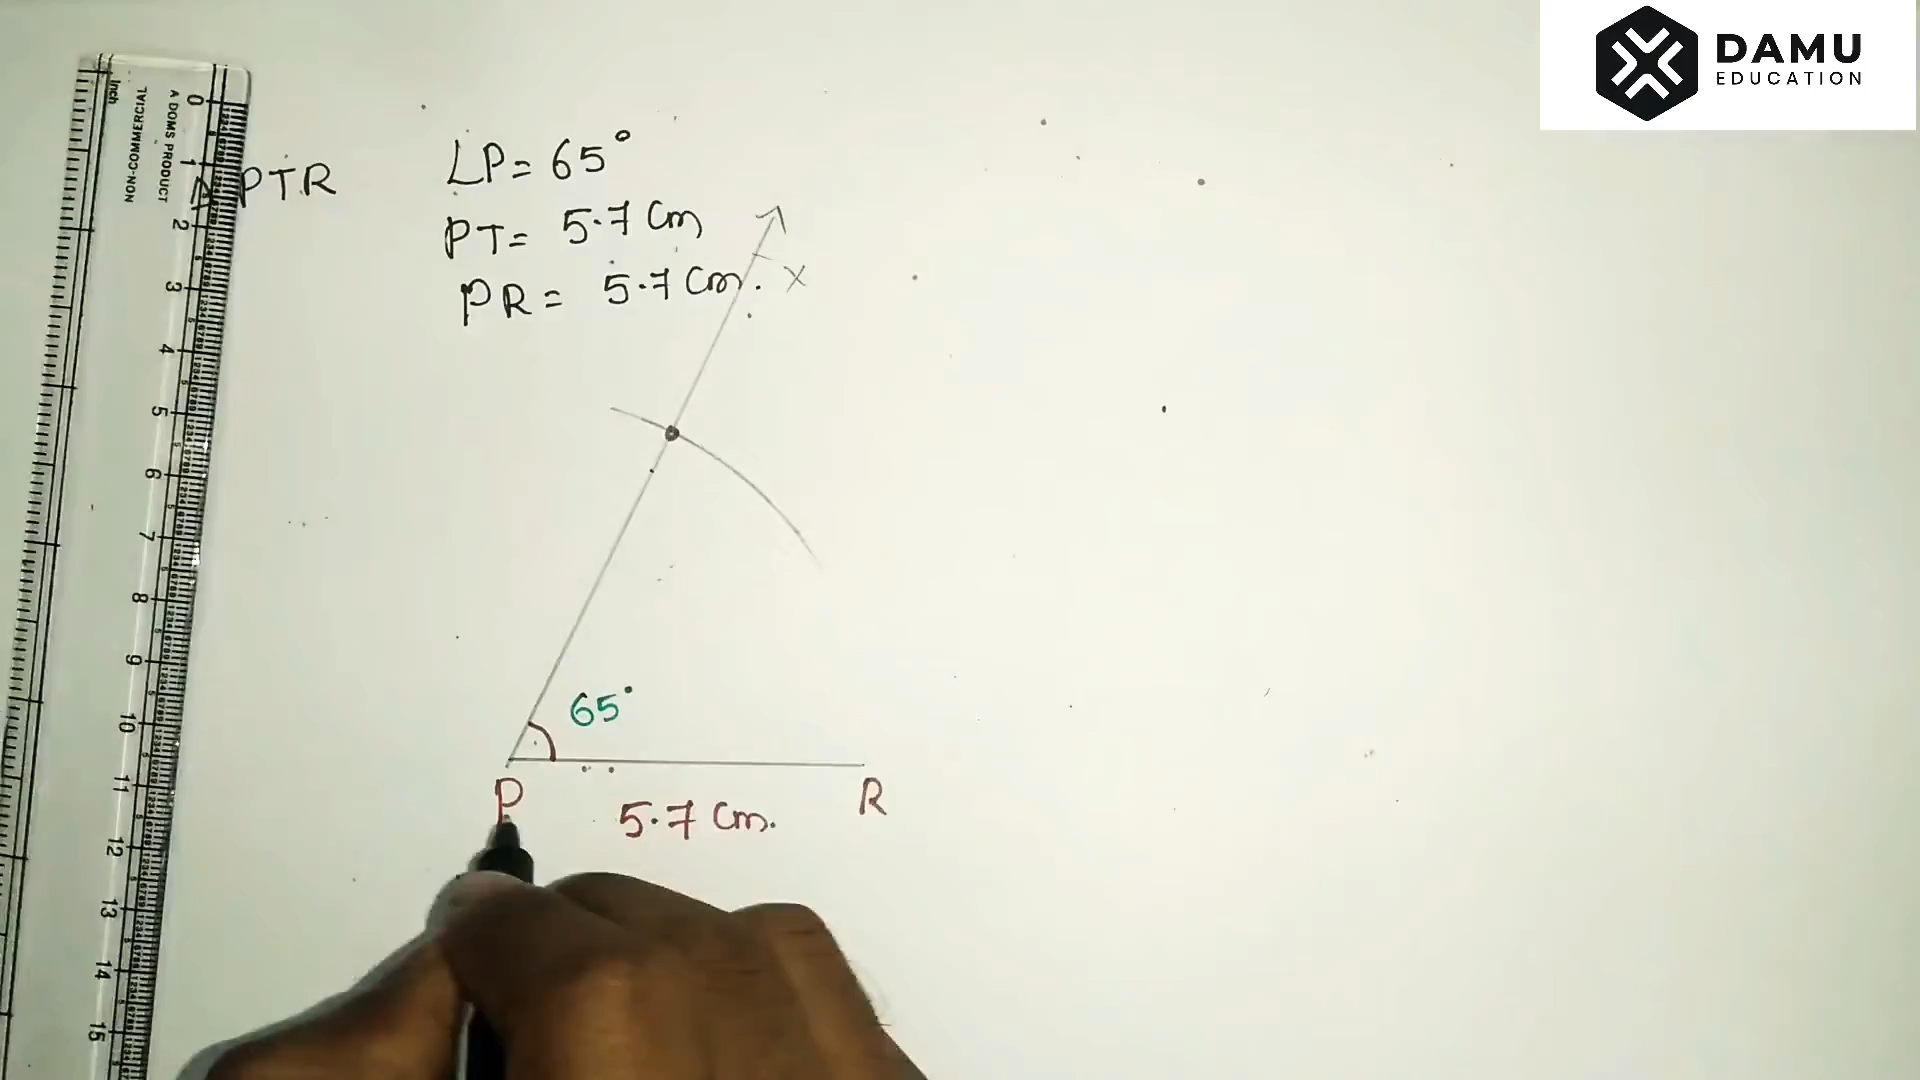 DAMU
EDUCATION
Inch
NON-COMMERCIAL
A DOMS PRODUCT
0
1
2
3
4
5
6
7
8
9
10
11
12
13
14
15
Δ PTR
∠P= 65°
PT= 5.7 Cm
PR= 5.7 Cm.
X
65°
P
5.7 Cm.
R